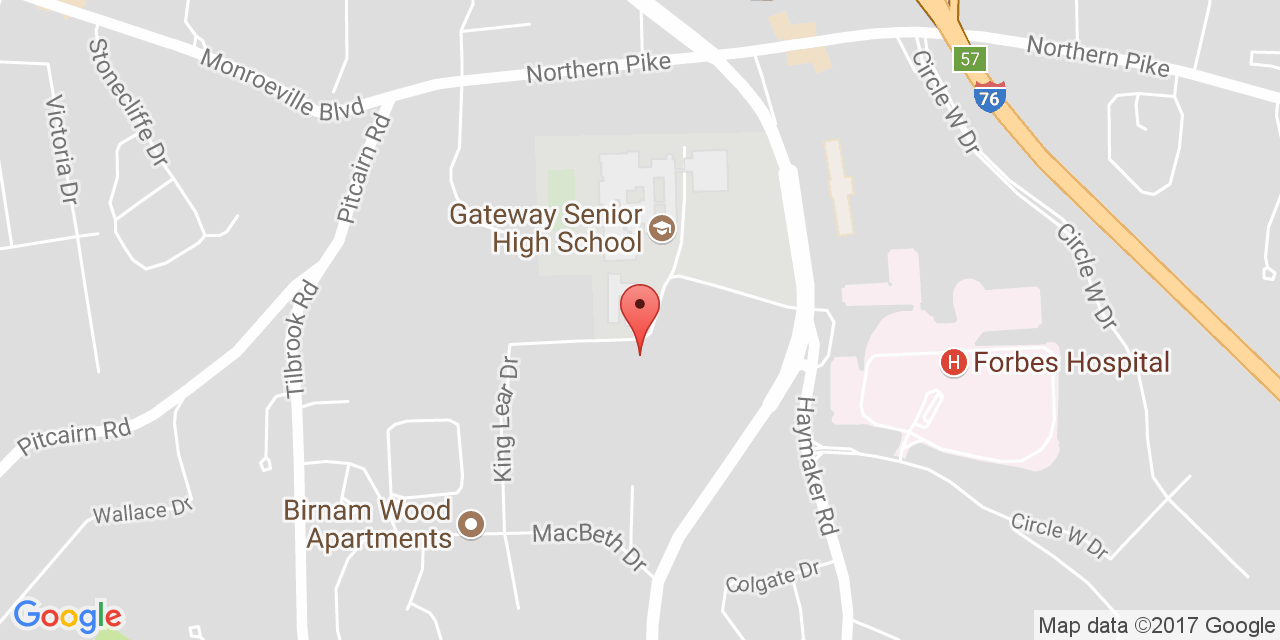 Northern Pike
Northern Pike
57
76
Monroeville Blvd
Stonecliffe Dr
Victoria Dr
Pitcairn Rd
Circle W Dr
Gateway Senior
High School
Circle W Dr
Tilbrook Rd
King Lear Dr
H
Forbes Hospital
Haymaker Rd
Pitcairn Rd
Wallace Dr
Birnam Wood
Apartments
MacBeth Dr
Circle W Dr
Colgate Dr
Google
Map data ©2017 Google